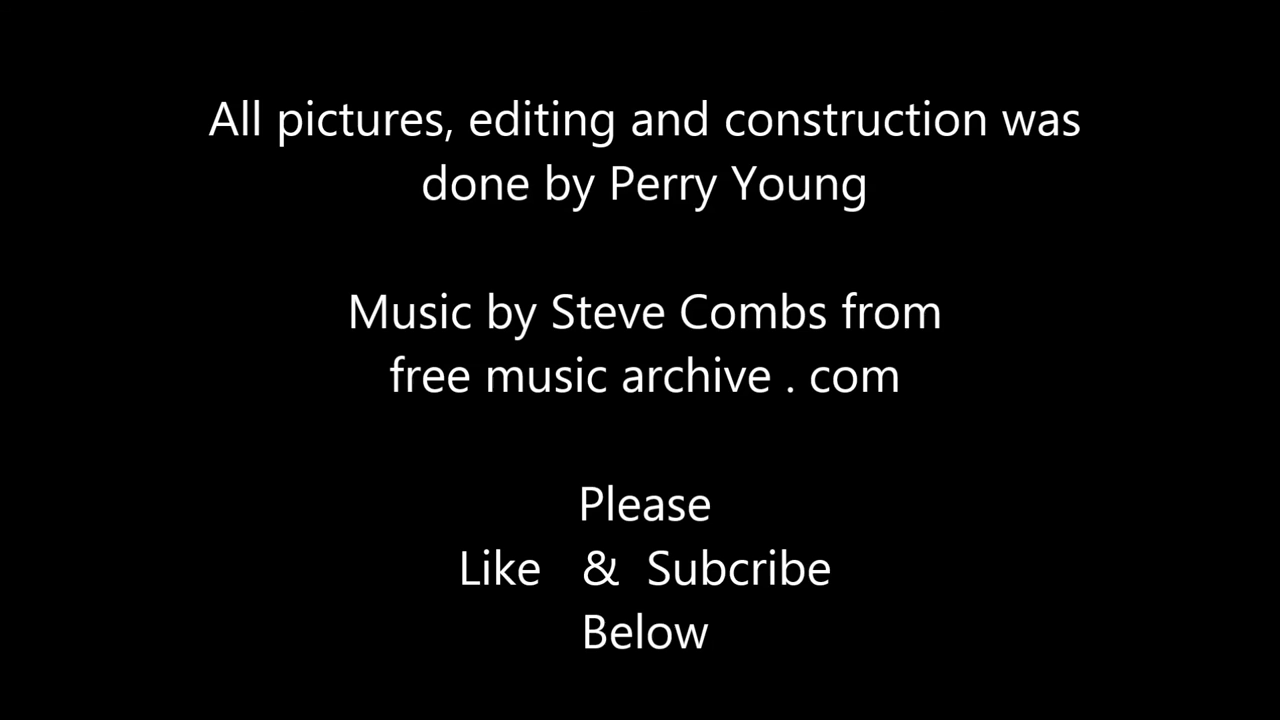 All pictures, editing and construction was
done by Perry Young
Music by Steve Combs from
free music archive . com
Please
Like & Subcribe
Below